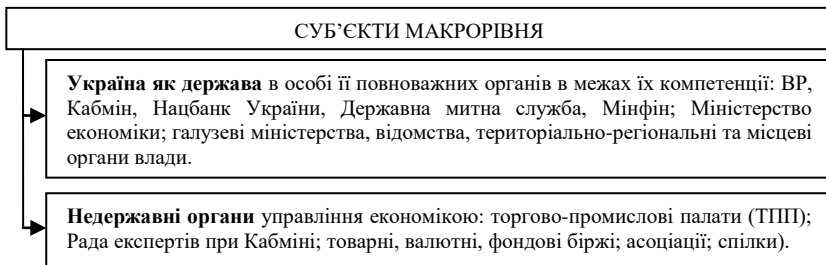 СУБ’ЄКТИ МАКРОРІВНЯ
Україна як держава в особі її повноважних органів в межах їх компетенції: ВР,
Кабмін, Нацбанк України, Державна митна служба, Мінфін; Міністерство
економіки; галузеві міністерства, відомства, територіально-регіональні та місцеві
органи влади.
Недержавні органи управління економікою: торгово-промислові палати (ТПП);
Рада експертів при Кабміні; товарні, валютні, фондові біржі; асоціації; спілки).